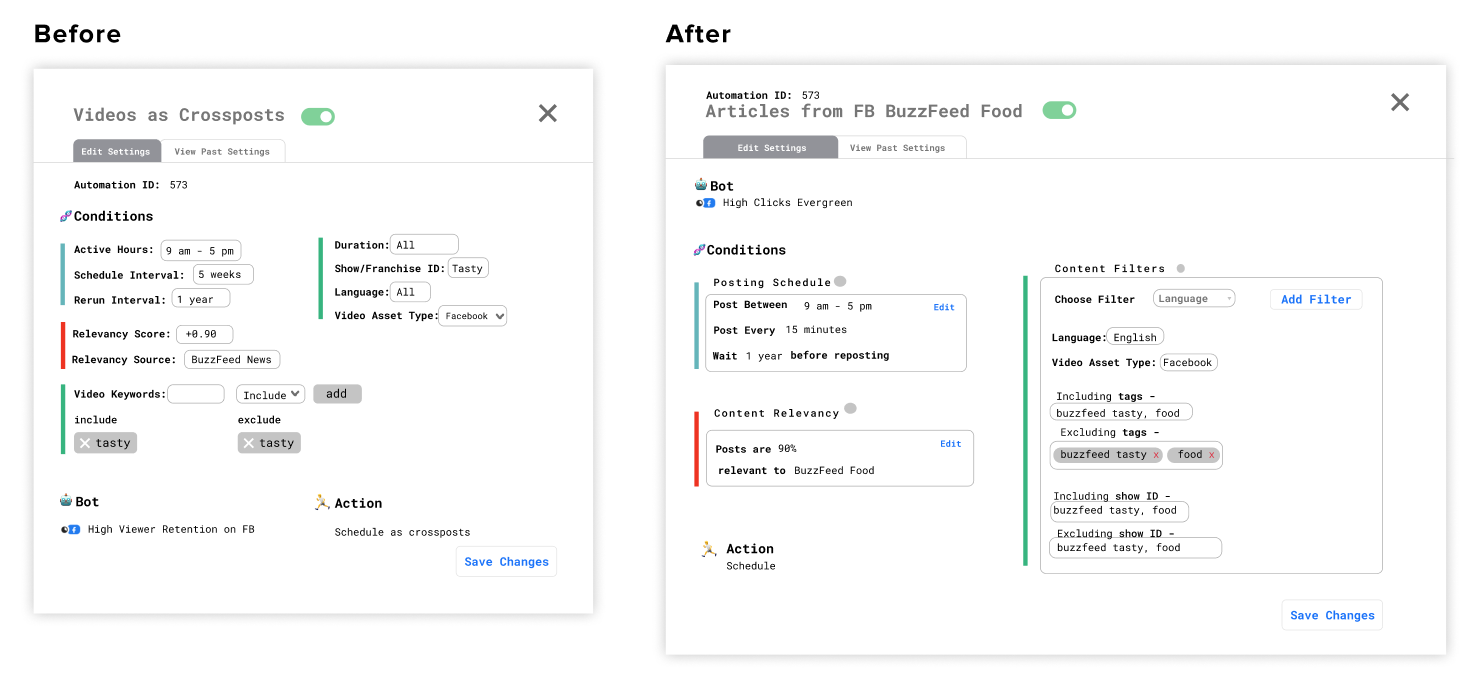 Before
Videos as Crossposts
Edit Settings
View Past Settings
Automation ID: 573
Conditions
Active Hours: 9 am - 5 pm
Schedule Interval: 5 weeks
Rerun Interval: 1 year
Relevancy Score: +0.90
Relevancy Source: BuzzFeed News
Duration: All
Show/Franchise ID: Tasty
Language: All
Video Asset Type: Facebook
Video Keywords: Include add
include
exclude
tasty
tasty
Bot
High Viewer Retention on FB
Action
Schedule as crossposts
Save Changes
After
Automation ID: 573
Articles from FB BuzzFeed Food
Edit Settings
View Past Settings
Bot
High Clicks Evergreen
Conditions
Posting Schedule
Post Between 9 am - 5 pm Edit
Post Every 15 minutes
Wait 1 year before reposting
Content Relevancy
Posts are 90% Edit
relevant to BuzzFeed Food
Action
Schedule
Content Filters
Choose Filter Language Add Filter
Language: English
Video Asset Type: Facebook
Including tags -
buzzfeed tasty, food
Excluding tags -
buzzfeed tasty x food x
Including show ID -
buzzfeed tasty, food
Excluding show ID -
buzzfeed tasty, food
Save Changes